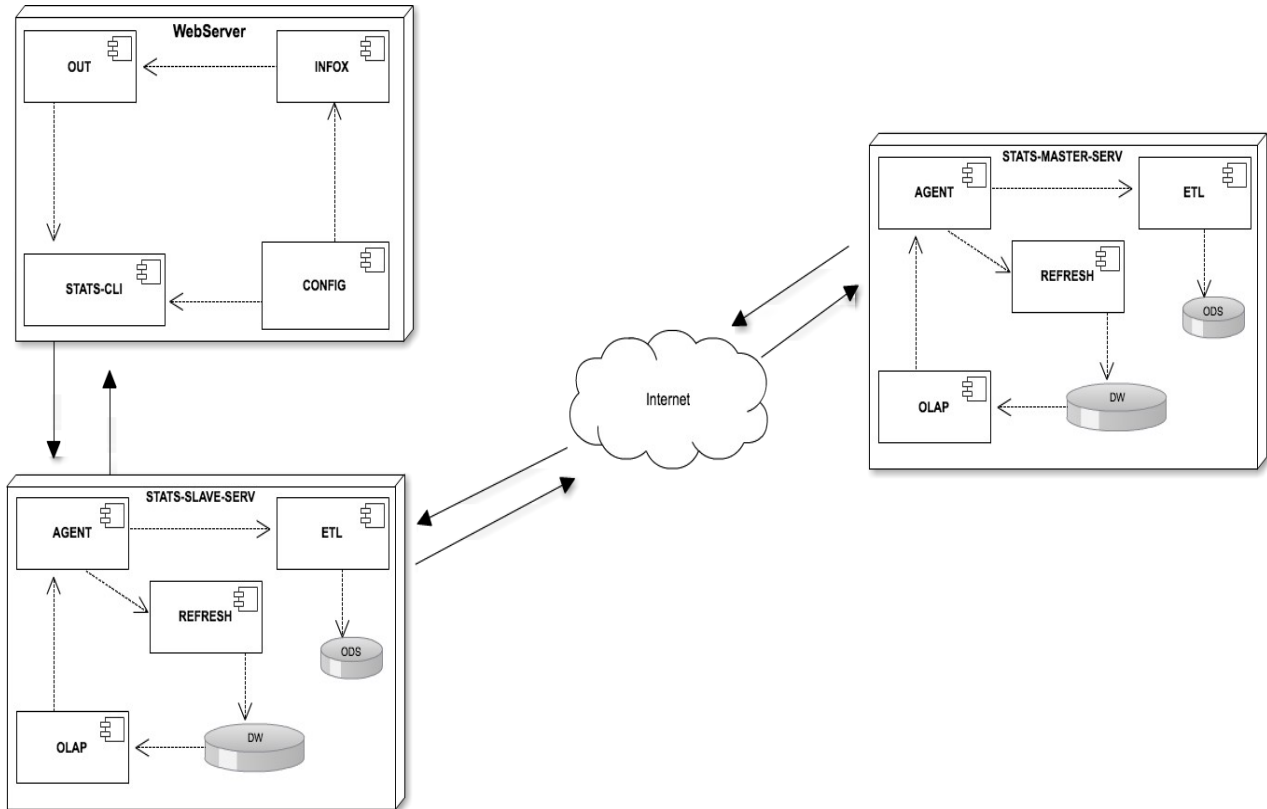 WebServer
OUT
INFOX
STATS-CLI
CONFIG
STATS-MASTER-SERV
AGENT
ETL
REFRESH
ODS
OLAP
DW
Internet
STATS-SLAVE-SERV
AGENT
ETL
REFRESH
ODS
OLAP
DW